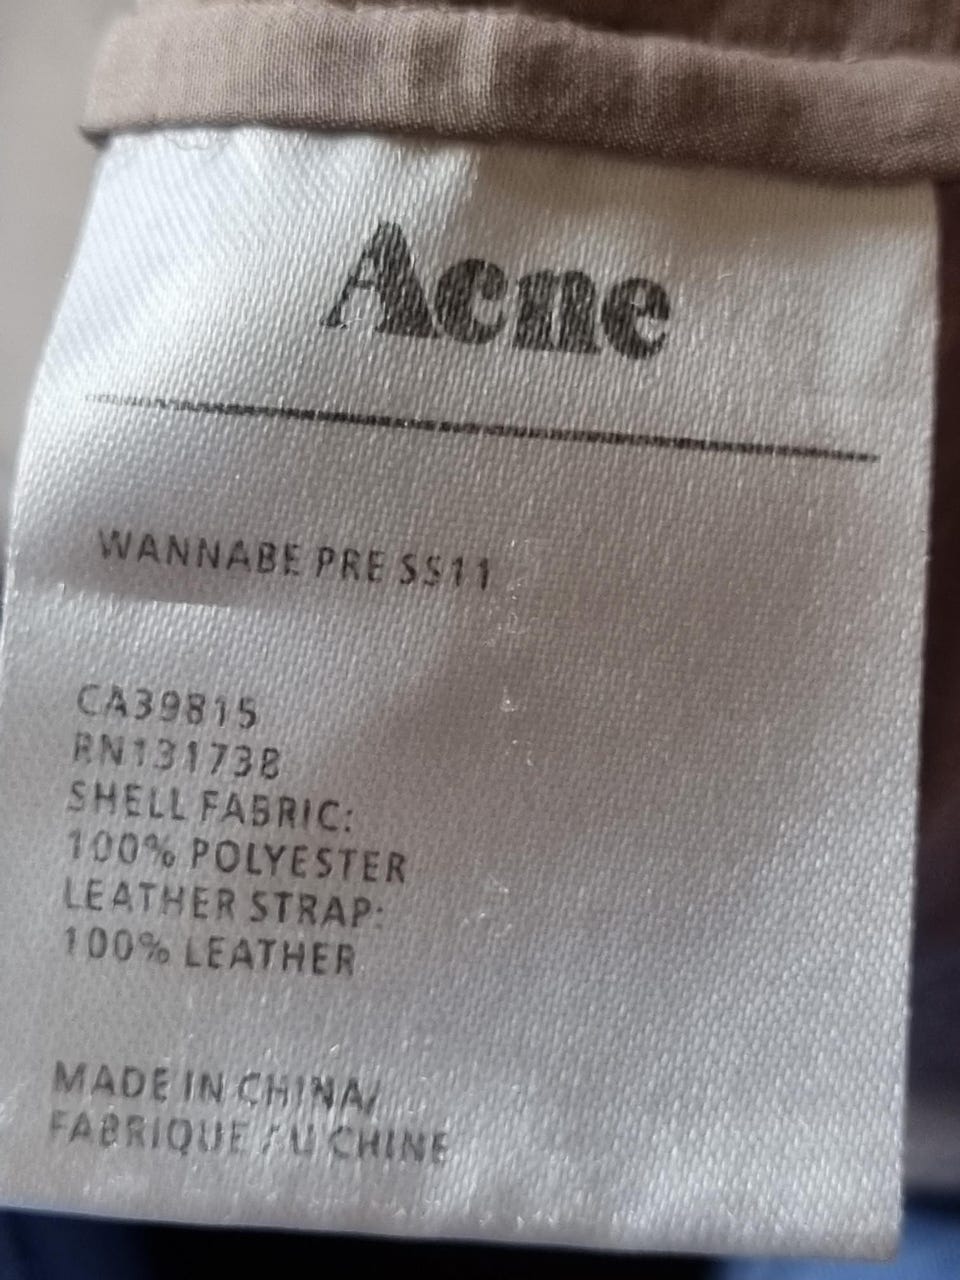 Acne
WANNABE PRE SS11
CA39815
RN131738
SHELL FABRIC:
100% POLYESTER
LEATHER STRAP:
100% LEATHER
MADE IN CHINA/
FABRIQUE AU CHINE